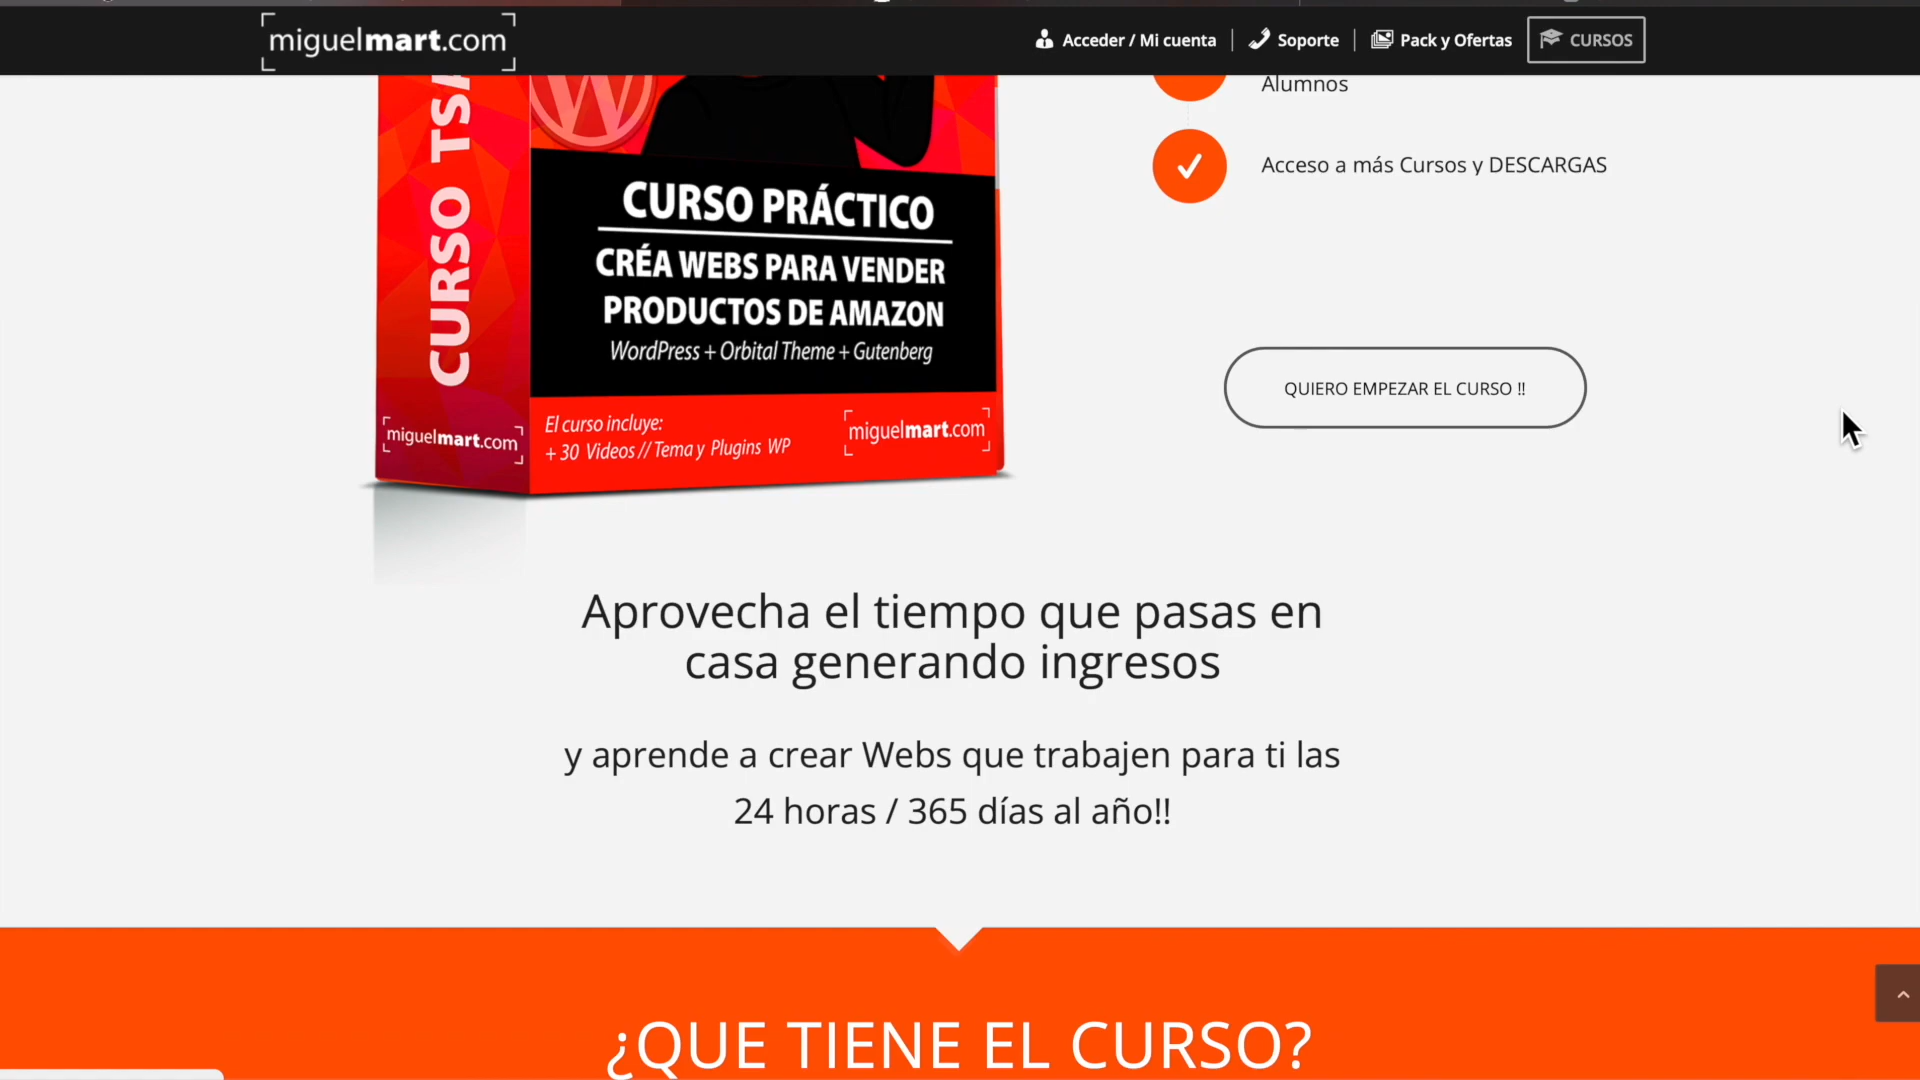 miguelmart.com
Acceder / Mi cuenta
Soporte
Pack y Ofertas
CURSOS
Alumnos
Acceso a más Cursos y DESCARGAS
CURSO
CURSO PRÁCTICO
CRÉA WEBS PARA VENDER
PRODUCTOS DE AMAZON
WordPress + Orbital Theme + Gutenberg
El curso incluye:
+ 30 Videos // Tema y Plugins WP
miguelmart.com
miguelmart.com
QUIERO EMPEZAR EL CURSO !!
Aprovecha el tiempo que pasas en
casa generando ingresos
y aprende a crear Webs que trabajen para ti las
24 horas / 365 días al año!!
¿QUE TIENE EL CURSO?